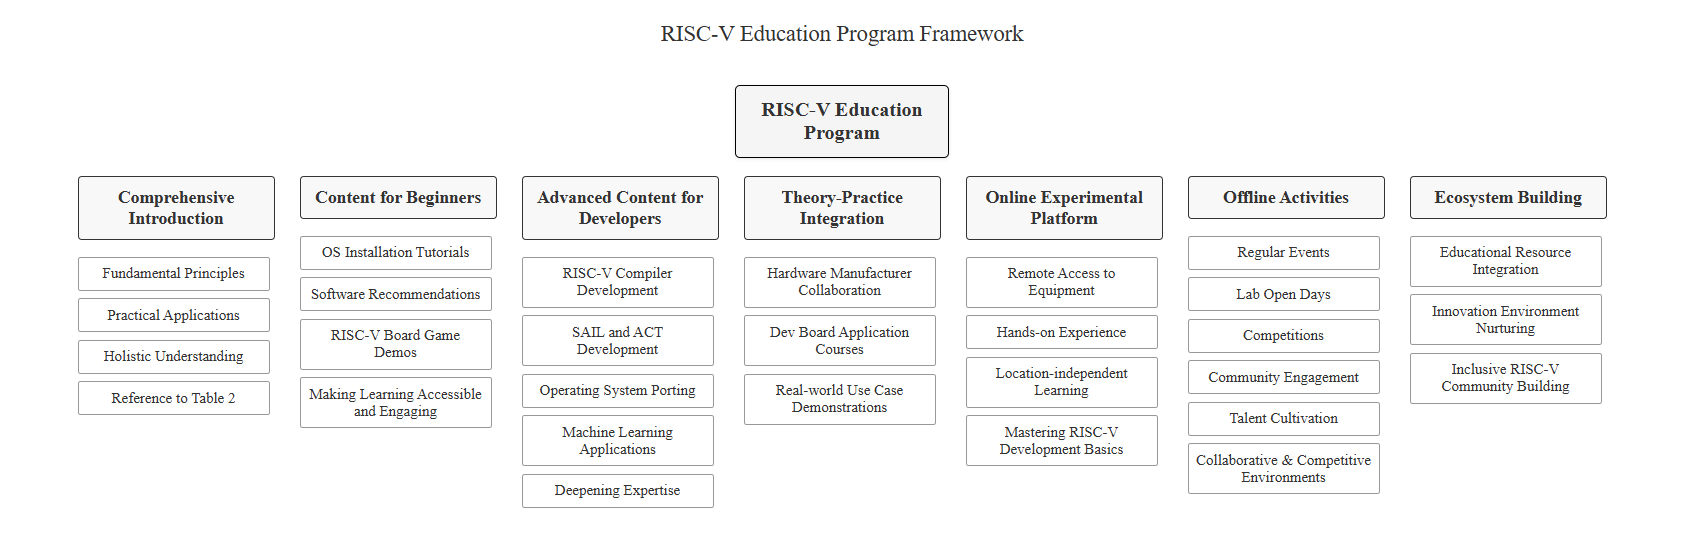 RISC-V Education Program Framework
RISC-V Education
Program
Comprehensive
Introduction
Fundamental Principles
Practical Applications
Holistic Understanding
Reference to Table 2
Content for Beginners
OS Installation Tutorials
Software Recommendations
RISC-V Board Game
Demos
Making Learning Accessible
and Engaging
Advanced Content for
Developers
RISC-V Compiler
Development
SAIL and ACT
Development
Operating System Porting
Machine Learning
Applications
Deepening Expertise
Theory-Practice
Integration
Hardware Manufacturer
Collaboration
Dev Board Application
Courses
Real-world Use Case
Demonstrations
Online Experimental
Platform
Remote Access to
Equipment
Hands-on Experience
Location-independent
Learning
Mastering RISC-V
Development Basics
Offline Activities
Regular Events
Lab Open Days
Competitions
Community Engagement
Talent Cultivation
Collaborative & Competitive
Environments
Ecosystem Building
Educational Resource
Integration
Innovation Environment
Nurturing
Inclusive RISC-V
Community Building